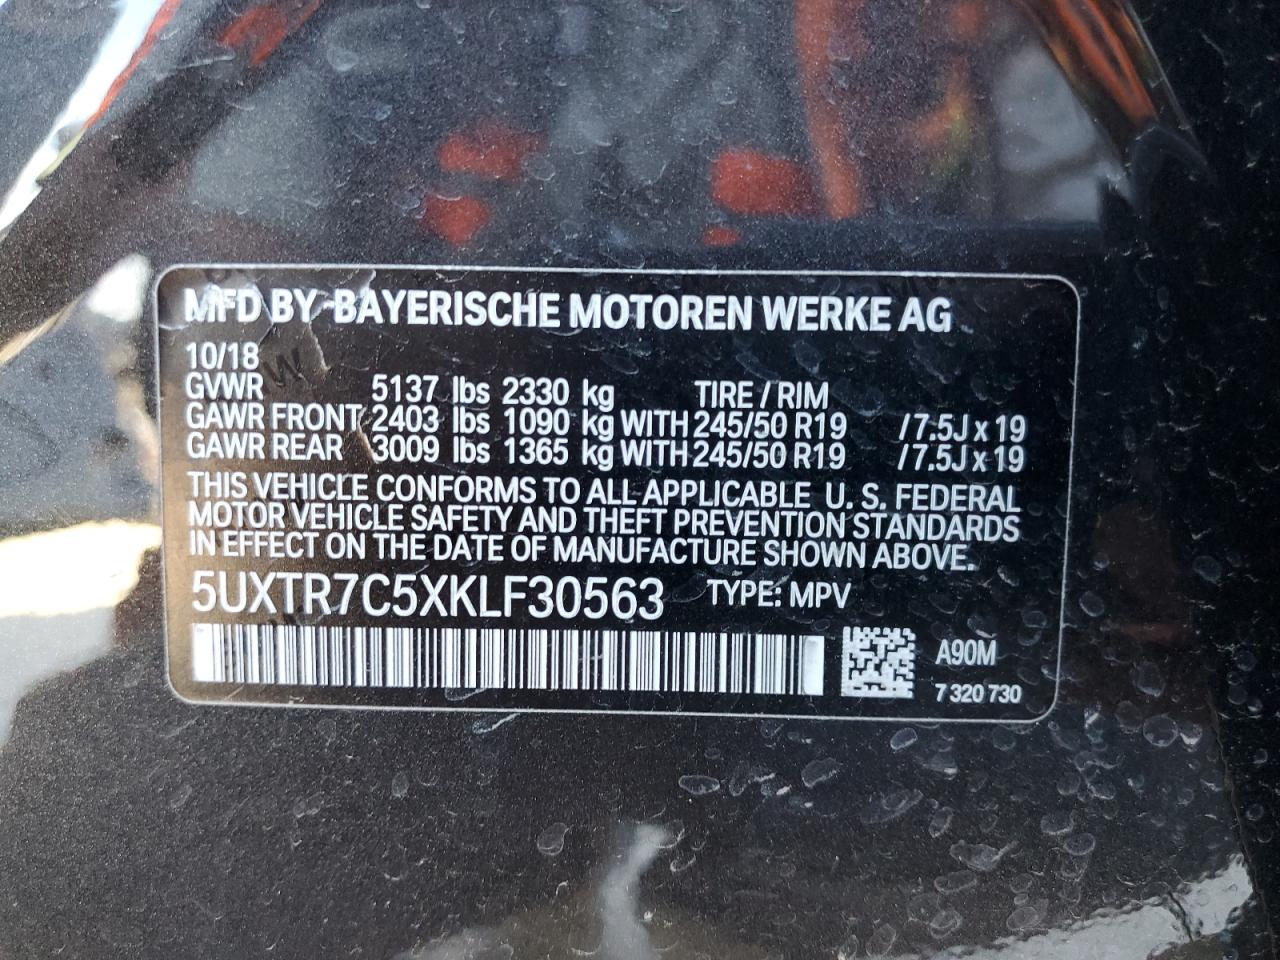 MFD BY BAYERISCHE MOTOREN WERKE AG
10/18
GVWR 5137 lbs 2330 kg TIRE / RIM
GAWR FRONT 2403 lbs 1090 kg WITH 245/50 R19 / 7.5J x 19
GAWR REAR 3009 lbs 1365 kg WITH 245/50 R19 / 7.5J x 19
THIS VEHICLE CONFORMS TO ALL APPLICABLE U. S. FEDERAL
MOTOR VEHICLE SAFETY AND THEFT PREVENTION STANDARDS
IN EFFECT ON THE DATE OF MANUFACTURE SHOWN ABOVE.
5UXTR7C5XKLF30563 TYPE: MPV
A90M
7 320 730